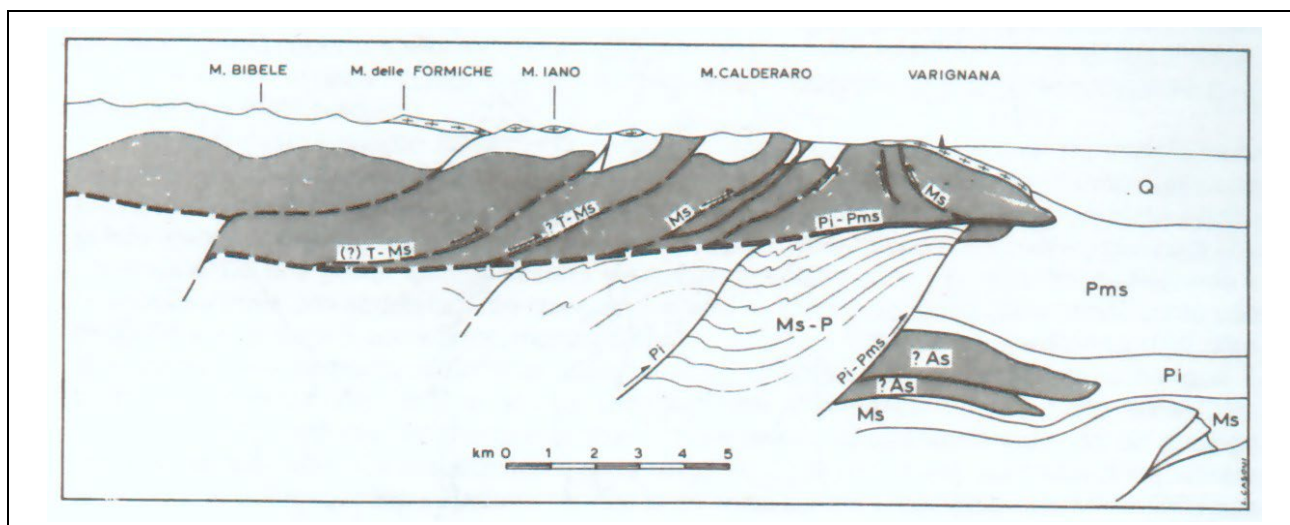 M. BIBELE
M. delle FORMICHE
M. IANO
M. CALDERARO
VARIGNANA
Q
Ms
Ms
? T-Ms
Pi-Pms
(?) T-Ms
Pms
Ms-P
Pi
Pi-Pms
? As
Pi
? As
Ms
Ms
km 0 1 2 3 4 5